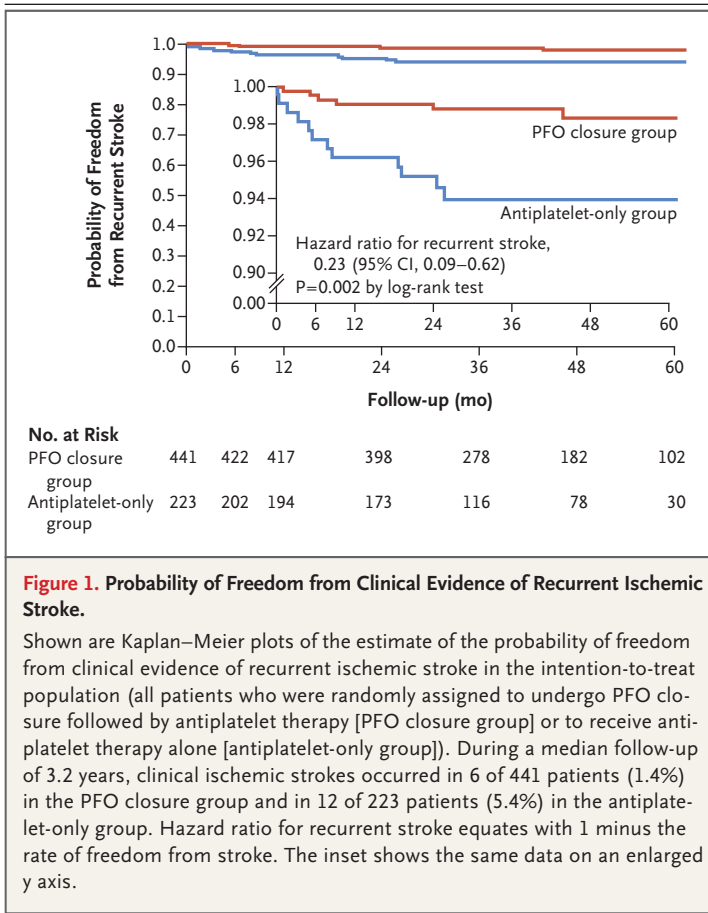 Probability of Freedom
from Recurrent Stroke
1.0
0.9
0.8
0.7
0.6
0.5
0.4
0.3
0.2
0.1
0.0
0 6 12 24 36 48 60
Follow-up (mo)
1.00
0.98
0.96
0.94
0.92
0.90
0.00
0 6 12 24 36 48 60
PFO closure group
Antiplatelet-only group
Hazard ratio for recurrent stroke,
0.23 (95% CI, 0.09–0.62)
P=0.002 by log-rank test
No. at Risk
PFO closure
group
441 422 417 398 278 182 102
Antiplatelet-only
group
223 202 194 173 116 78 30
Figure 1. Probability of Freedom from Clinical Evidence of Recurrent Ischemic
Stroke.
Shown are Kaplan–Meier plots of the estimate of the probability of freedom
from clinical evidence of recurrent ischemic stroke in the intention-to-treat
population (all patients who were randomly assigned to undergo PFO clo-
sure followed by antiplatelet therapy [PFO closure group] or to receive anti-
platelet therapy alone [antiplatelet-only group]). During a median follow-up
of 3.2 years, clinical ischemic strokes occurred in 6 of 441 patients (1.4%)
in the PFO closure group and in 12 of 223 patients (5.4%) in the antiplate-
let-only group. Hazard ratio for recurrent stroke equates with 1 minus the
rate of freedom from stroke. The inset shows the same data on an enlarged
y axis.